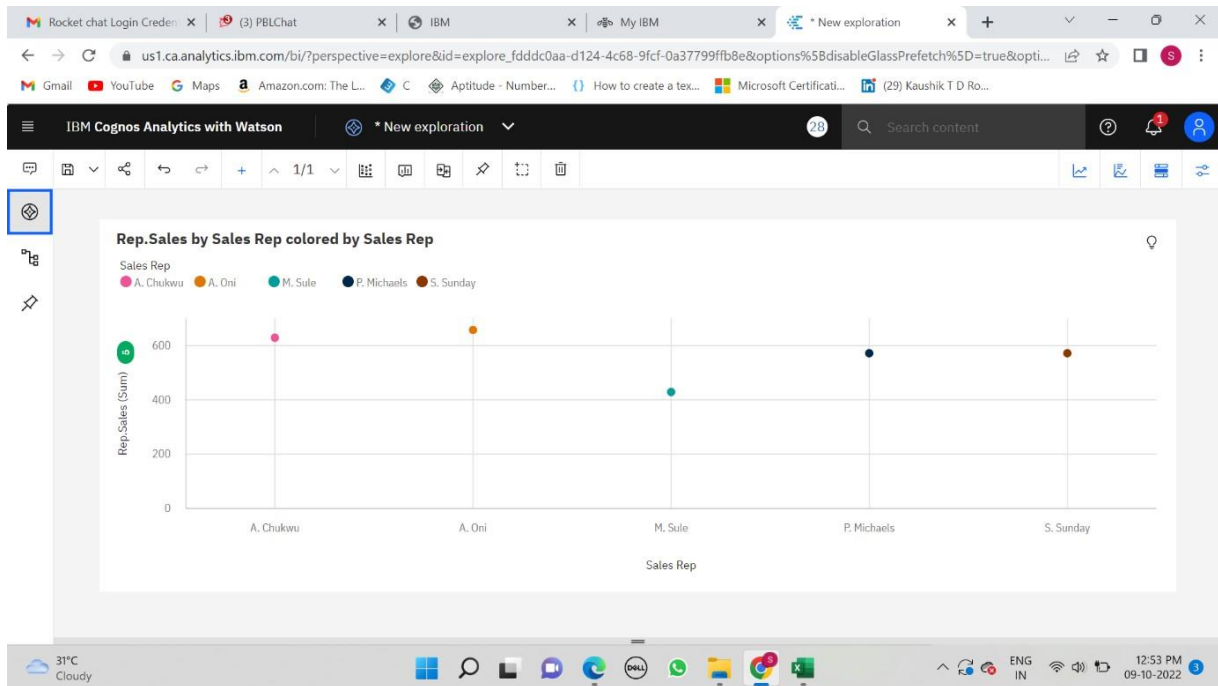 Rocket chat Login Creden
(3) PBLChat
IBM
My IBM
* New exploration
us1.ca.analytics.ibm.com/bi/?perspective=explore&id=explore_fdddc0aa-d124-4c68-9fcf-0a37799ffb8e&options%5BdisableGlassPrefetch%5D=true&opti...
S
Gmail
YouTube
Maps
Amazon.com: The L...
C
Aptitude - Number...
How to create a tex...
Microsoft Certificati...
(29) Kaushik T D Ro...
IBM Cognos Analytics with Watson
* New exploration
28
Search content
1
1/1
Rep.Sales by Sales Rep colored by Sales Rep
Sales Rep
A. Chukwu
A. Oni
M. Sule
P. Michaels
S. Sunday
Rep.Sales (Sum)
600
400
200
0
A. Chukwu
A. Oni
M. Sule
P. Michaels
S. Sunday
Sales Rep
31°C
Cloudy
DELL
S
ENG
IN
12:53 PM
09-10-2022
3